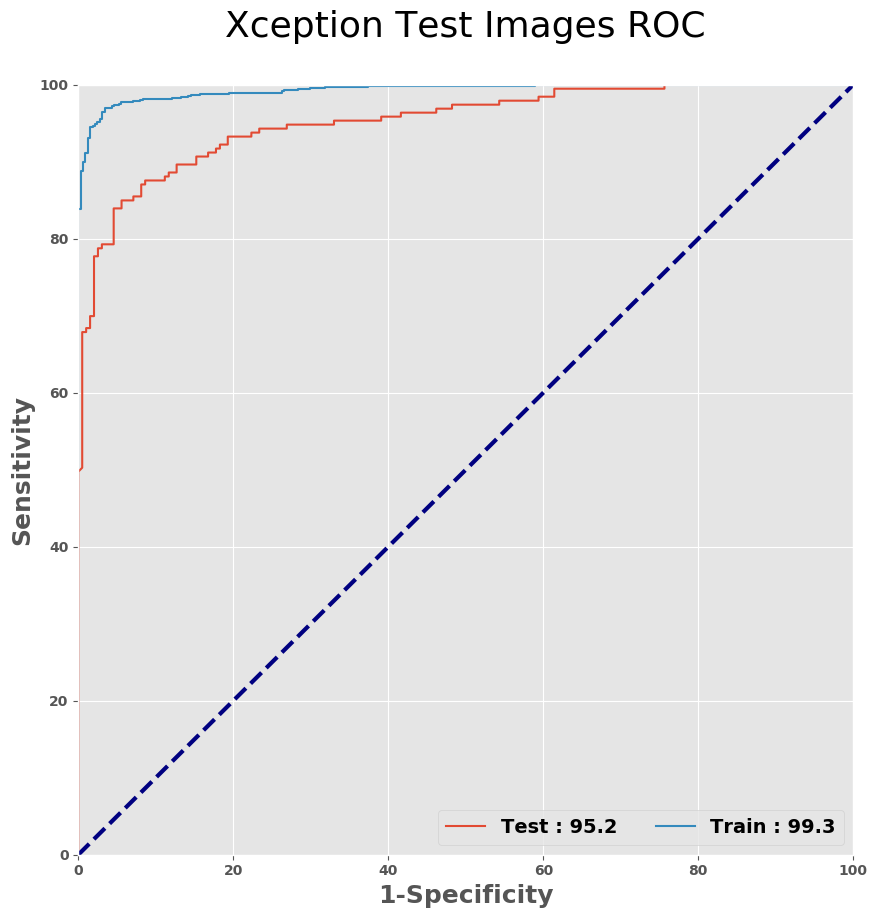 Xception Test Images ROC
100
80
60
40
20
0
Sensitivity
0 20 40 60 80 100
1-Specificity
Test : 95.2 Train : 99.3